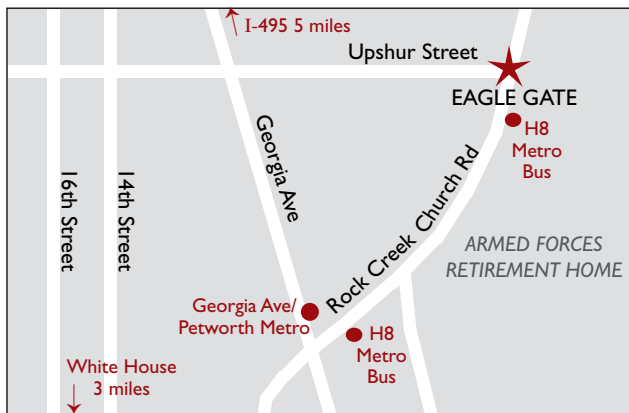 I-495 5 miles
Upshur Street
EAGLE GATE
H8
Metro
Bus
Georgia Ave
16th Street
14th Street
Rock Creek Church Rd
ARMED FORCES
RETIREMENT HOME
Georgia Ave/
Petworth Metro
H8
Metro
Bus
White House
3 miles